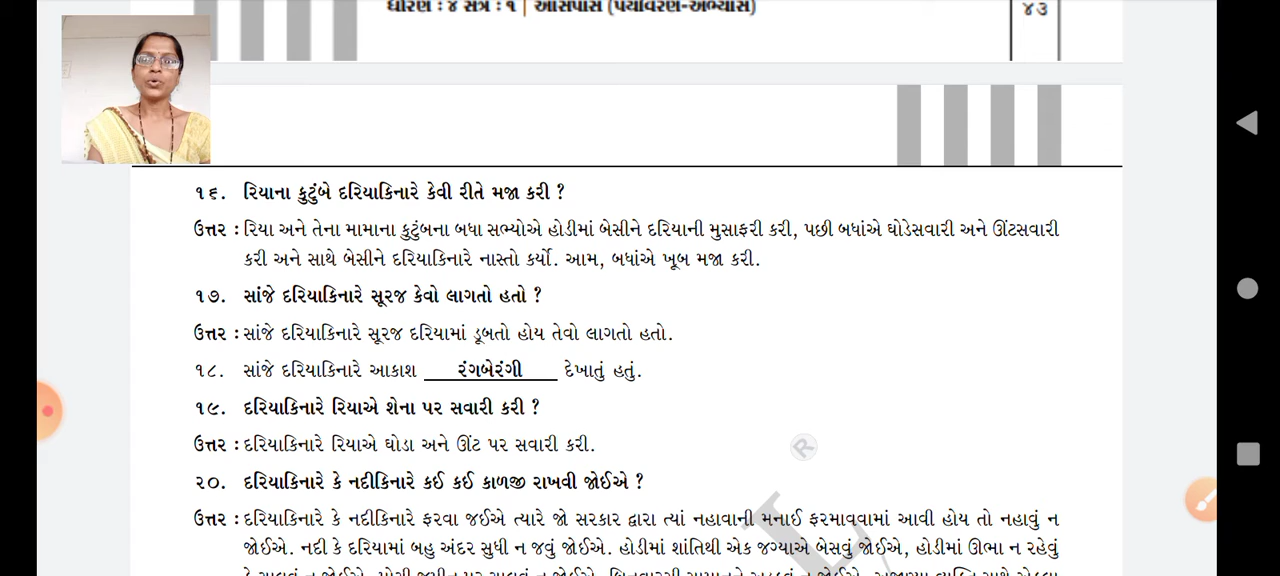 ધોરણ : ૪ સત્ર : ૧ | આસપાસ (પર્યાવરણ-અભ્યાસ)
૪૩
૧૬. રિયાના કુટુંબે દરિયાકિનારે કેવી રીતે મજા કરી ?
ઉત્તર : રિયા અને તેના મામાના કુટુંબના બધા સભ્યોએ હોડીમાં બેસીને દરિયાની મુસાફરી કરી, પછી બધાંએ ઘોડેસવારી અને ઊંટસવારી
કરી અને સાથે બેસીને દરિયાકિનારે નાસ્તો કર્યો. આમ, બધાંએ ખૂબ મજા કરી.
૧૭. સાંજે દરિયાકિનારે સૂરજ કેવો લાગતો હતો ?
ઉત્તર : સાંજે દરિયાકિનારે સૂરજ દરિયામાં ડૂબતો હોય તેવો લાગતો હતો.
૧૮. સાંજે દરિયાકિનારે આકાશ રંગબેરંગી દેખાતું હતું.
૧૯. દરિયાકિનારે રિયાએ શેના પર સવારી કરી ?
ઉત્તર : દરિયાકિનારે રિયાએ ઘોડા અને ઊંટ પર સવારી કરી.
®
૨૦. દરિયાકિનારે કે નદીકિનારે કઈ કઈ કાળજી રાખવી જોઈએ ?
ઉત્તર : દરિયાકિનારે કે નદીકિનારે ફરવા જઈએ ત્યારે જો સરકાર દ્વારા ત્યાં નહાવાની મનાઈ ફરમાવવામાં આવી હોય તો નહાવું ન
જોઈએ. નદી કે દરિયામાં બહુ અંદર સુધી ન જવું જોઈએ. હોડીમાં શાંતિથી એક જગ્યાએ બેસવું જોઈએ, હોડીમાં ઊભા ન રહેવું